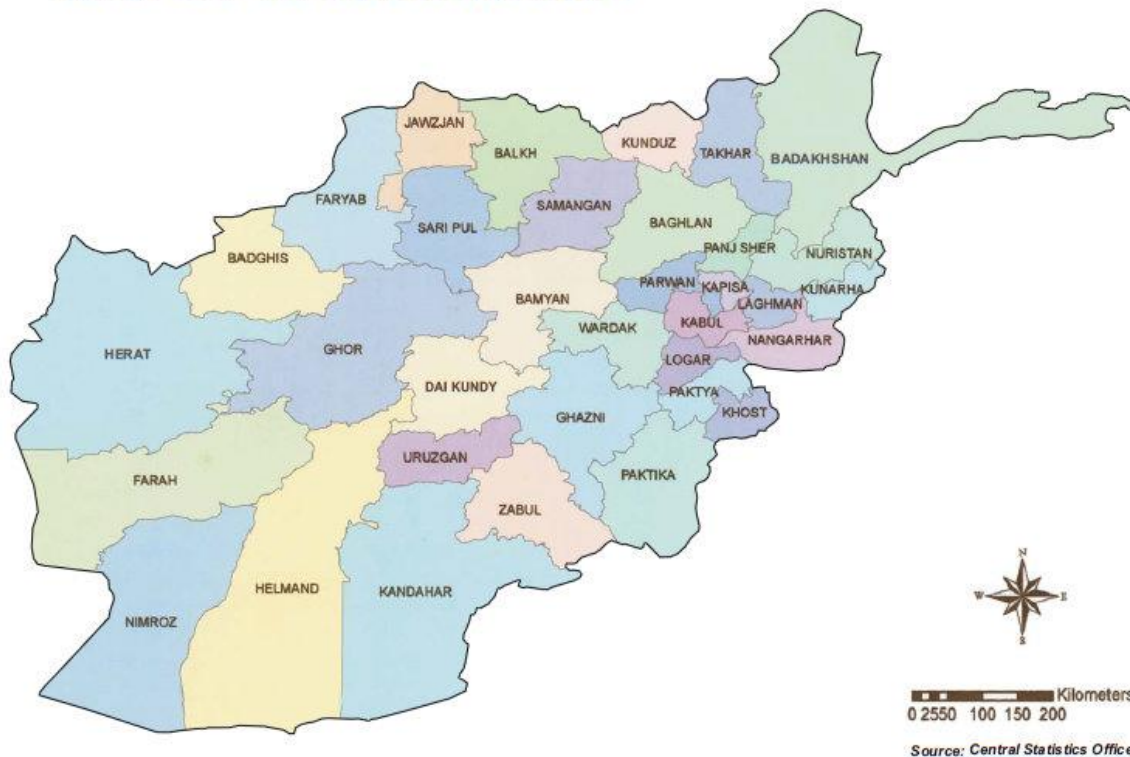 JAWZJAN
BALKH
KUNDUZ
TAKHAR
BADAKHSHAN
FARYAB
SARI PUL
SAMANGAN
BAGHLAN
PANJ SHER
NURISTAN
BADGHIS
PARWAN
KAPISA
KUNARHA
LAGHMAN
BAMYAN
KABUL
WARDAK
NANGARHAR
HERAT
GHOR
LOGAR
DAI KUNDY
PAKTYA
GHAZNI
KHOST
URUZGAN
FARAH
PAKTIKA
ZABUL
HELMAND
KANDAHAR
NIMROZ
N
W E
S
Kilometers
0 2550 100 150 200
Source: Central Statistics Office